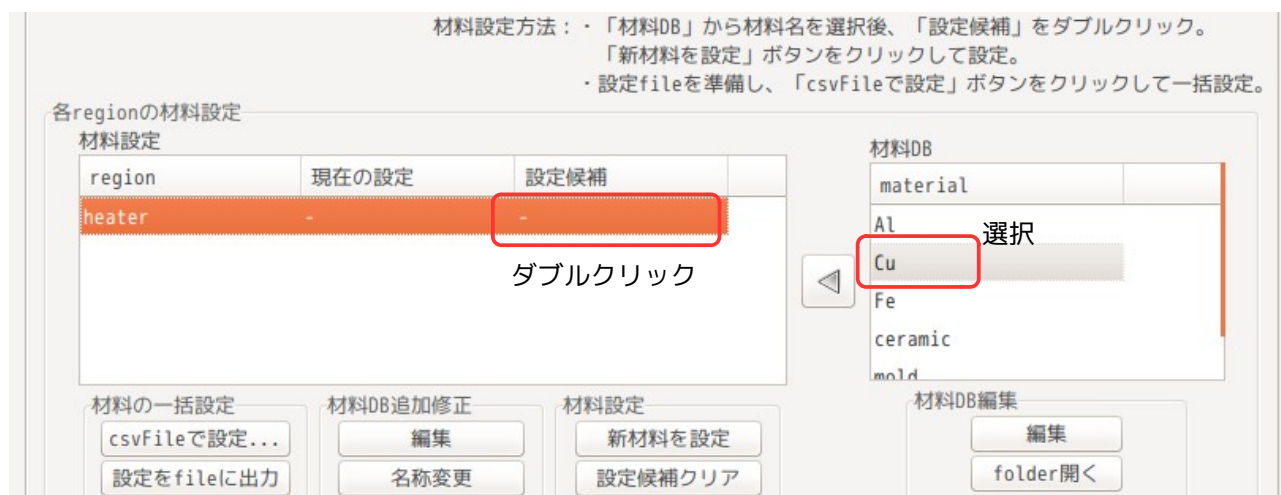 材料設定方法：・「材料DB」から材料名を選択後、「設定候補」をダブルクリック。
「新材料を設定」ボタンをクリックして設定。
・設定fileを準備し、「csvFileで設定」ボタンをクリックして一括設定。
各regionの材料設定
材料設定
region 現在の設定 設定候補
heater - -
ダブルクリック
材料DB
material
Al
選択
Cu
Fe
ceramic
mold
材料の一括設定
csvFileで設定...
設定をfileに出力
材料DB追加修正
編集
名称変更
材料設定
新材料を設定
設定候補クリア
材料DB編集
編集
folder開く